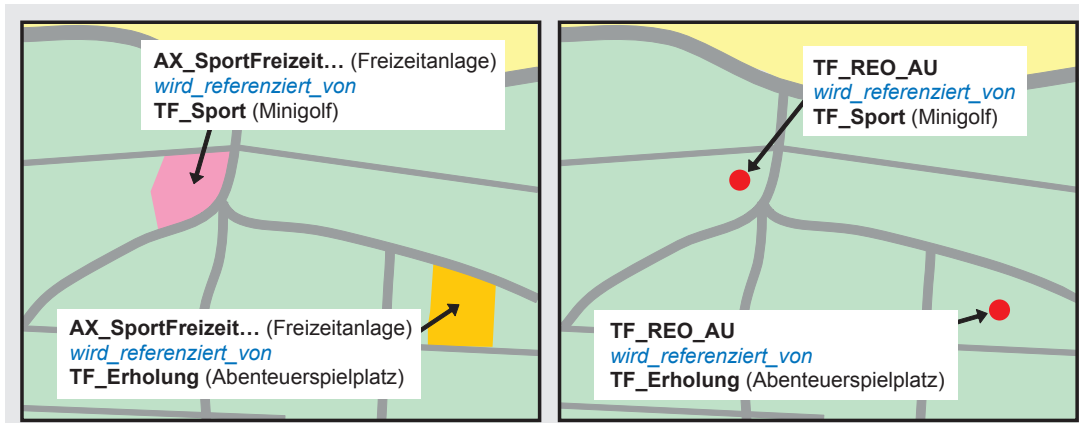 AX_SportFreizeit... (Freizeitanlage)
wird_referenziert_von
TF_Sport (Minigolf)
AX_SportFreizeit... (Freizeitanlage)
wird_referenziert_von
TF_Erholung (Abenteuerspielplatz)
TF_REO_AU
wird_referenziert_von
TF_Sport (Minigolf)
TF_REO_AU
wird_referenziert_von
TF_Erholung (Abenteuerspielplatz)